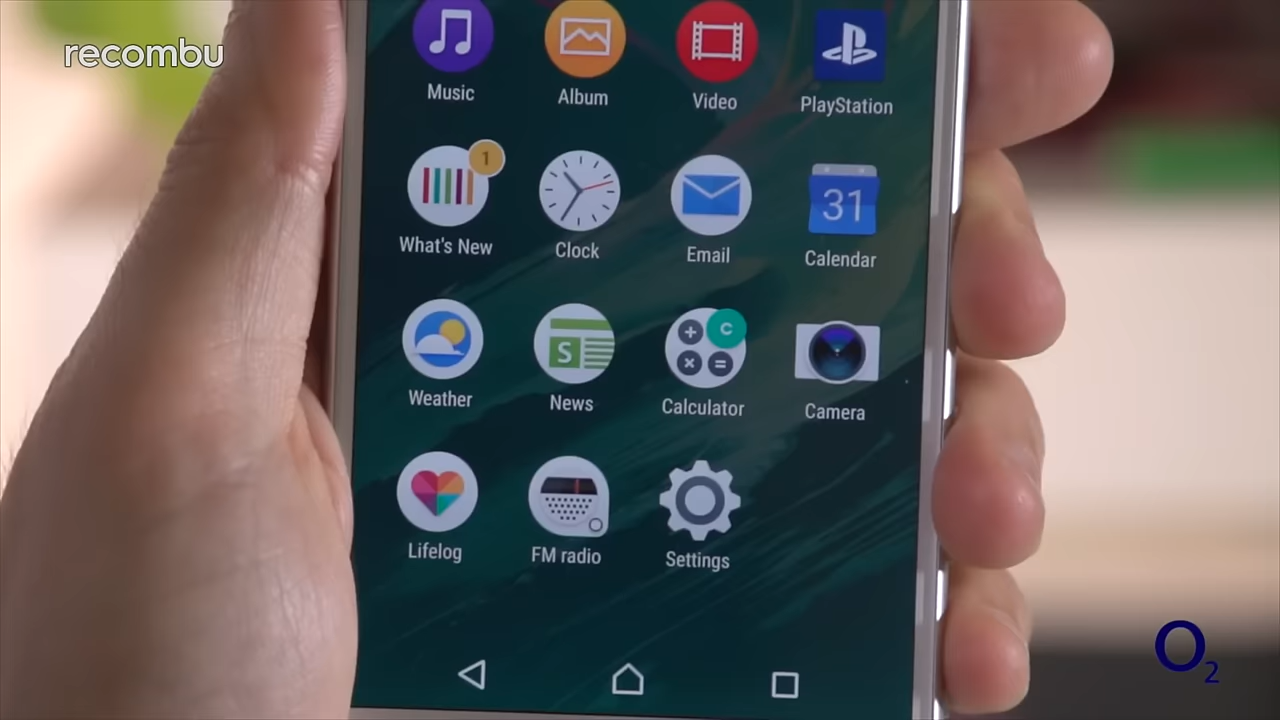 recombu
Music Album Video PlayStation
1
What's New Clock Email 31 Calendar
Weather S News C Calculator Camera
Lifelog FM radio Settings
O2